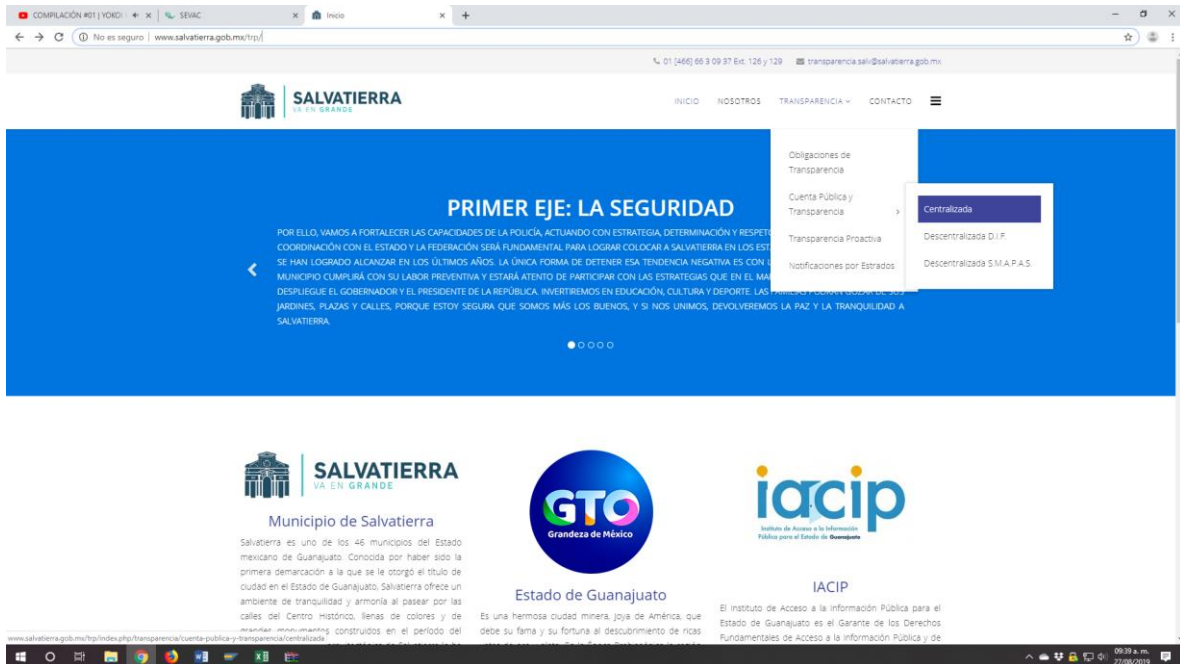 COMPILACIÓN #01 | YOKOI
SEVAC
Inicio
No es seguro | www.salvatierra.gob.mx/trp/
01 [466] 66 3 09 37 Ext. 126 y 129 transparencia.salv@salvatierra.gob.mx
SALVATIERRA
VA EN GRANDE
INICIO NOSOTROS TRANSPARENCIA CONTACTO
Obligaciones de
Transparencia
Cuenta Pública y
Transparencia
Transparencia Proactiva
Notificaciones por Estrados
Centralizada
Descentralizada D.I.F.
Descentralizada S.M.A.P.A.S.
PRIMER EJE: LA SEGURIDAD
POR ELLO, VAMOS A FORTALECER LAS CAPACIDADES DE LA POLICÍA, ACTUANDO CON ESTRATEGIA, DETERMINACIÓN Y RESPETO
COORDINACIÓN CON EL ESTADO Y LA FEDERACIÓN SERÁ FUNDAMENTAL PARA LOGRAR COLOCAR A SALVATIERRA EN LOS
SE HAN LOGRADO ALCANZAR EN LOS ÚLTIMOS AÑOS. LA ÚNICA FORMA DE DETENER ESA TENDENCIA NEGATIVA ES CON
MUNICIPIO CUMPLIRÁ CON SU LABOR PREVENTIVA Y ESTARÁ ATENTO DE PARTICIPAR CON LAS ESTRATEGIAS QUE EN EL
DESPLIEGUE EL GOBERNADOR Y EL PRESIDENTE DE LA REPÚBLICA. INVERTIREMOS EN EDUCACIÓN, CULTURA Y DEPORTE. LAS FAMILIAS PODRÁN GOZAR DE SUS
JARDINES, PLAZAS Y CALLES, PORQUE ESTOY SEGURA QUE SOMOS MÁS LOS BUENOS, Y SI NOS UNIMOS, DEVOLVEREMOS LA PAZ Y LA TRANQUILIDAD A
SALVATIERRA.
SALVATIERRA
VA EN GRANDE
Municipio de Salvatierra
Salvatierra es uno de los 46 municipios del Estado
mexicano de Guanajuato. Conocida por haber sido la
primera demarcación a la que se le otorgó el título de
ciudad en el Estado de Guanajuato, Salvatierra ofrece un
ambiente de tranquilidad y armonía al pasear por las
calles del Centro Histórico, llenas de colores y de
grandes monumentos construidos en el período del
GTO
Grandeza de México
Estado de Guanajuato
Es una hermosa ciudad minera, joya de América, que
debe su fama y su fortuna al descubrimiento de ricas
iacip
Instituto de Acceso a la Información
Pública para el Estado de Guanajuato
IACIP
El Instituto de Acceso a la Información Pública para el
Estado de Guanajuato es el Garante de los Derechos
Fundamentales de Acceso a la Información Pública y de
www.salvatierra.gob.mx/trp/index.php/transparencia/cuenta-publica-y-transparencia/centralizada
09:39 a. m.
27/08/2019